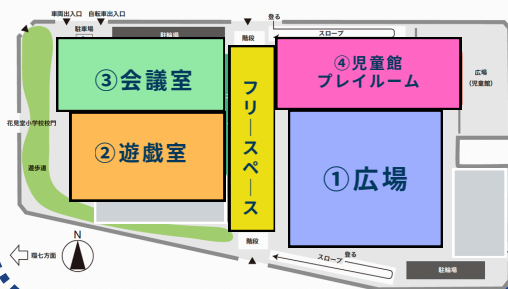 車両出入口 自転車出入口
登る
駐車場
駐輪場
階段
スロープ
③会議室
④児童館
プレイルーム
広場
(児童館)
フリースペース
花見堂小学校校門
②遊戯室
①広場
遊歩道
N
環七方面
階段
スロープ
登る
駐輪場